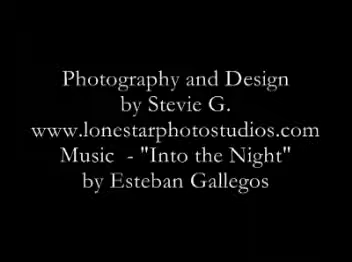 Photography and Design
by Stevie G.
www.lonestarphotostudios.com
Music - "Into the Night"
by Esteban Gallegos